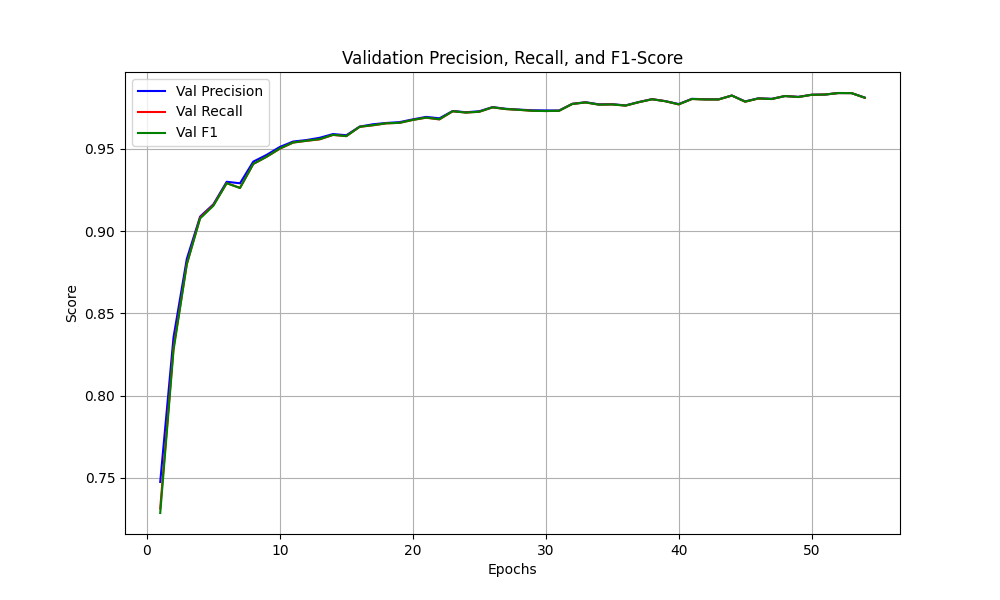 Validation Precision, Recall, and F1-Score
Val Precision
Val Recall
Val F1
0.95
0.90
0.85
0.80
0.75
Score
0 10 20 30 40 50
Epochs